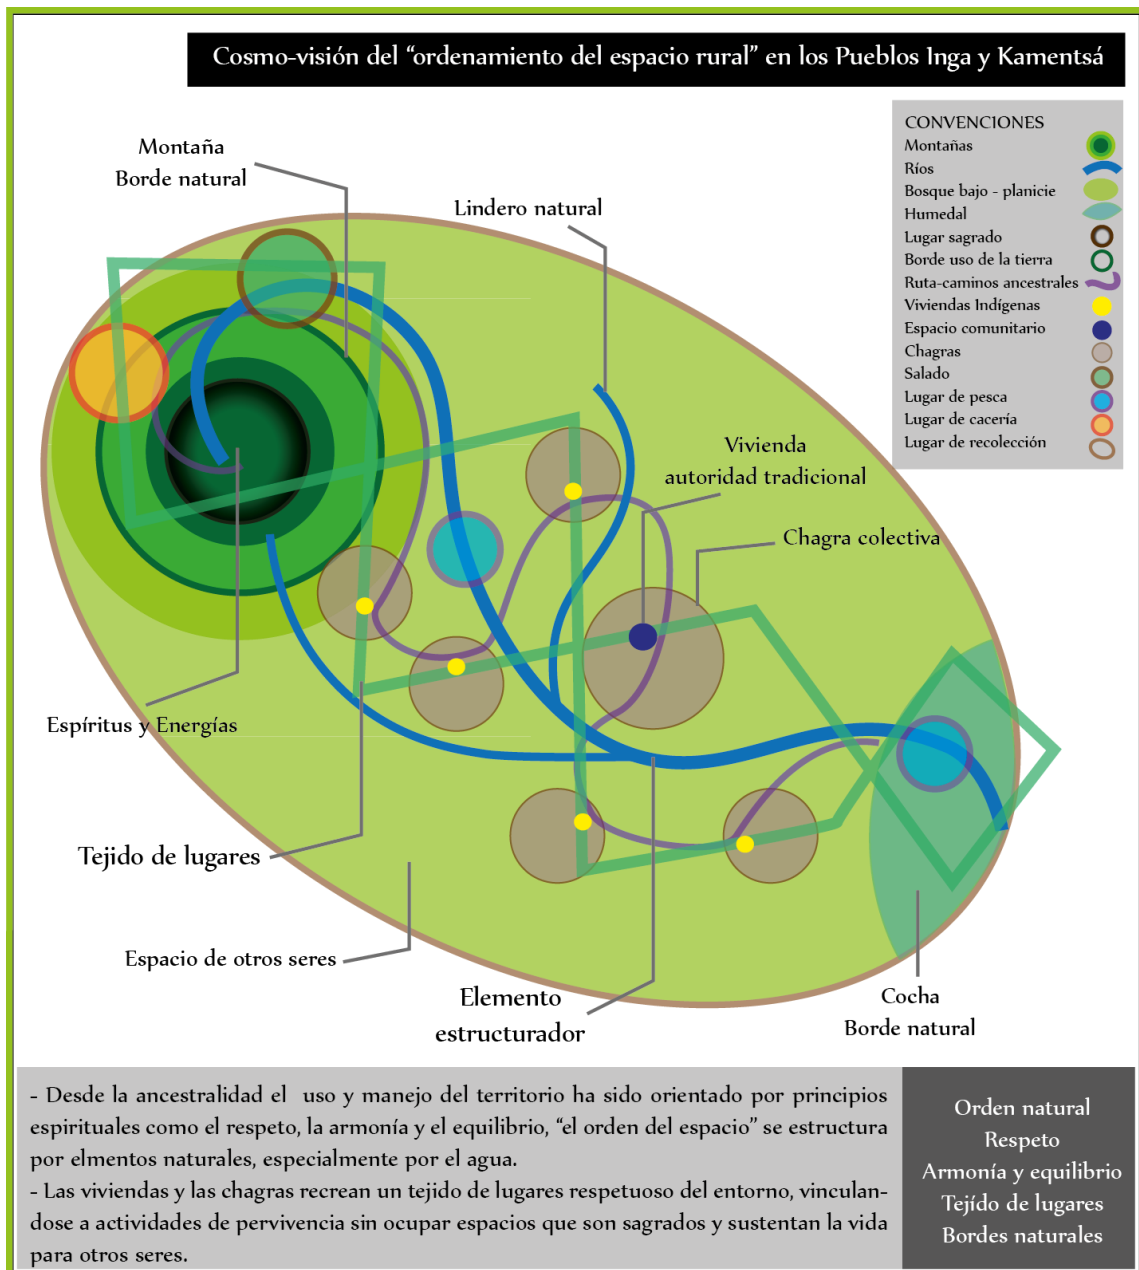 Cosmo-visión del “ordenamiento del espacio rural” en los Pueblos Inga y Kamentsá
CONVENCIONES
Montañas
Ríos
Bosque bajo - planicie
Humedal
Lugar sagrado
Borde uso de la tierra
Ruta-caminos ancestrales
Viviendas Indígenas
Espacio comunitario
Chagras
Salado
Lugar de pesca
Lugar de cacería
Lugar de recolección
Montaña
Borde natural
Lindero natural
Vivienda
autoridad tradicional
Chagra colectiva
Espíritus y Energías
Tejido de lugares
Espacio de otros seres
Elemento
estructurador
Cocha
Borde natural
- Desde la ancestralidad el uso y manejo del territorio ha sido orientado por principios
espirituales como el respeto, la armonía y el equilibrio, “el orden del espacio” se estructura
por elmentos naturales, especialmente por el agua.
- Las viviendas y las chagras recrean un tejido de lugares respetuoso del entorno, vinculan-
dose a actividades de pervivencia sin ocupar espacios que son sagrados y sustentan la vida
para otros seres.
Orden natural
Respeto
Armonía y equilibrio
Tejído de lugares
Bordes naturales